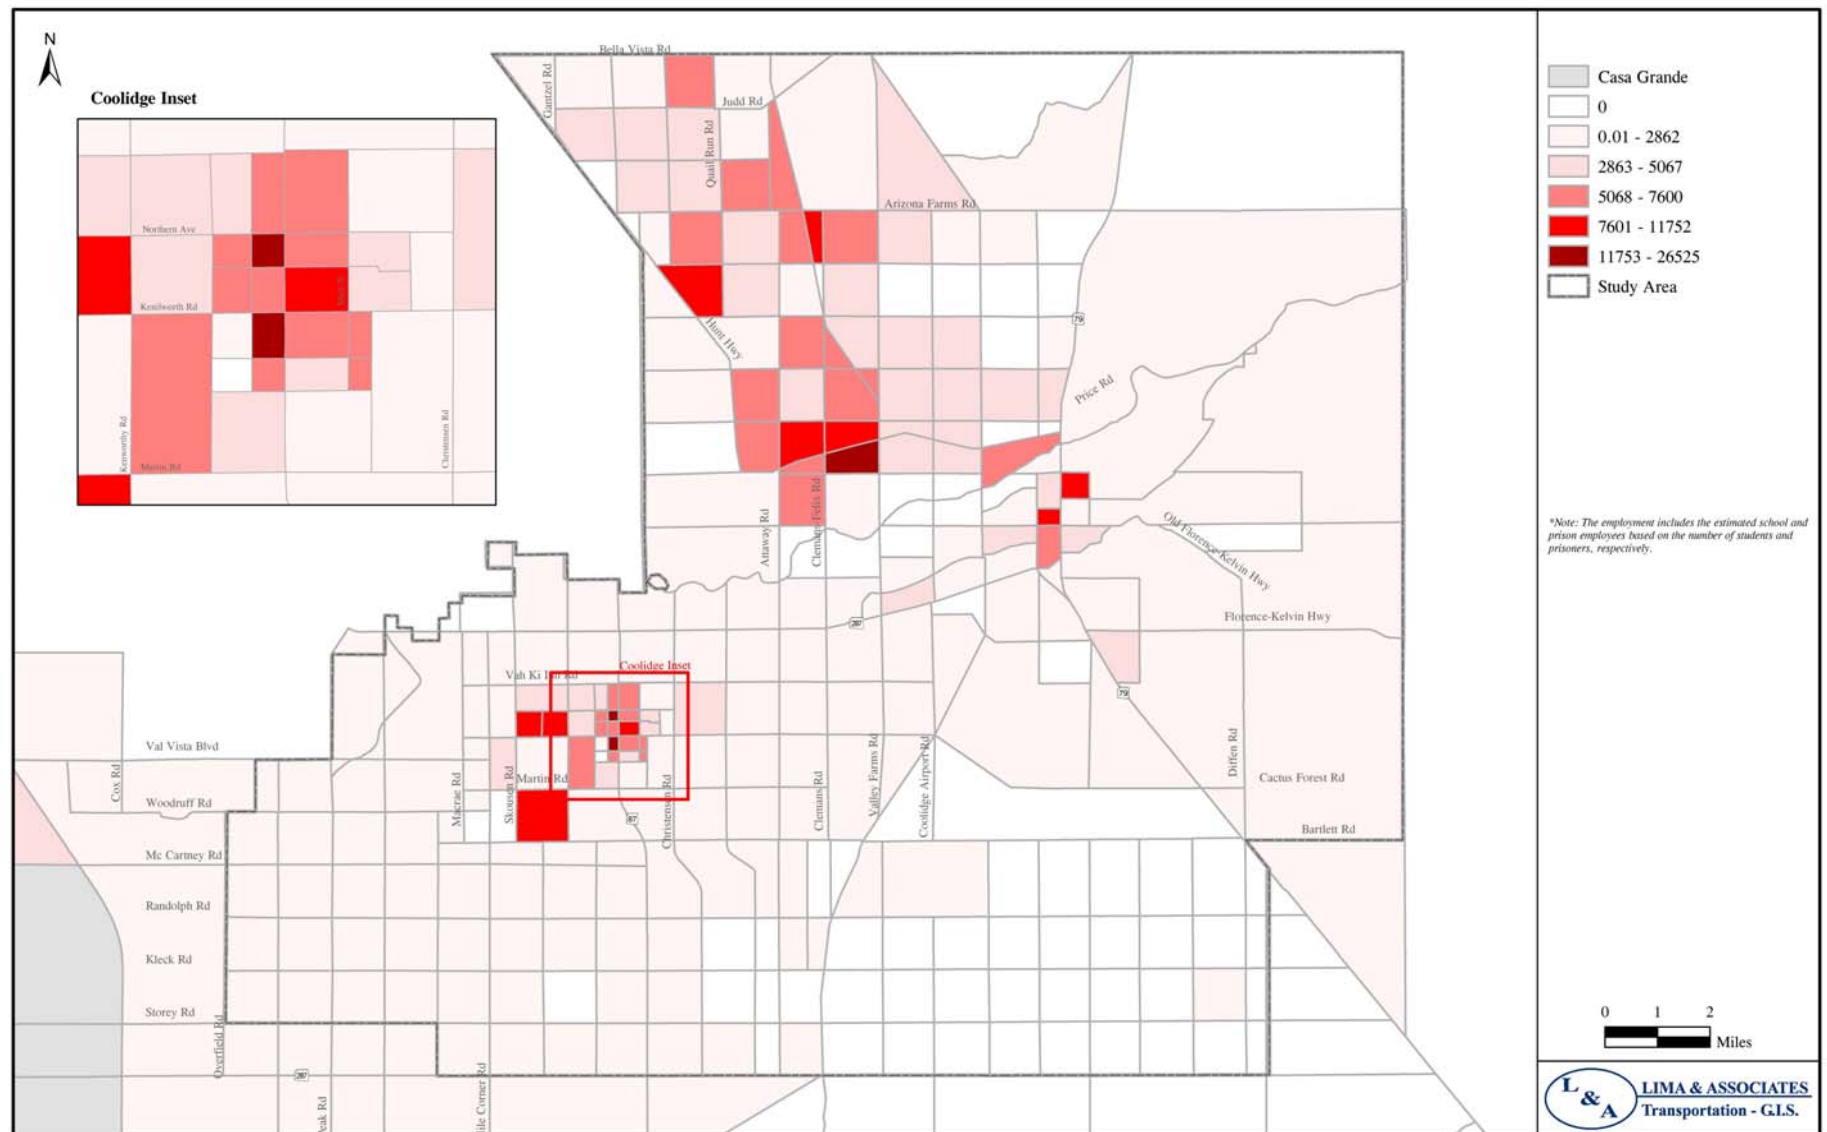 N
Coolidge Inset
Northern Ave
Kenilworth Rd
Kenworthy Rd
Martin Rd
Christensen Rd
Bella Vista Rd
Gantzel Rd
Judd Rd
Quail Run Rd
Arizona Farms Rd
Hunt Hwy
79
Price Rd
Attaway Rd
Clemans-Felix Rd
Old Florence-Kelvin Hwy
Florence-Kelvin Hwy
287
Coolidge Inset
Vah Ki Inn Rd
79
Val Vista Blvd
Cox Rd
Woodruff Rd
Macrae Rd
Skousen Rd
Martin Rd
87
Christensen Rd
Clemans Rd
Valley Farms Rd
Coolidge Airport Rd
Diffen Rd
Cactus Forest Rd
Bartlett Rd
Mc Cartney Rd
Randolph Rd
Kleck Rd
Storey Rd
Overfield Rd
287
eak Rd
ile Corner Rd
Casa Grande
0
0.01 - 2862
2863 - 5067
5068 - 7600
7601 - 11752
11753 - 26525
Study Area
*Note: The employment includes the estimated school and
prison employees based on the number of students and
prisoners, respectively.
0 1 2
Miles
L & A
LIMA & ASSOCIATES
Transportation - G.I.S.